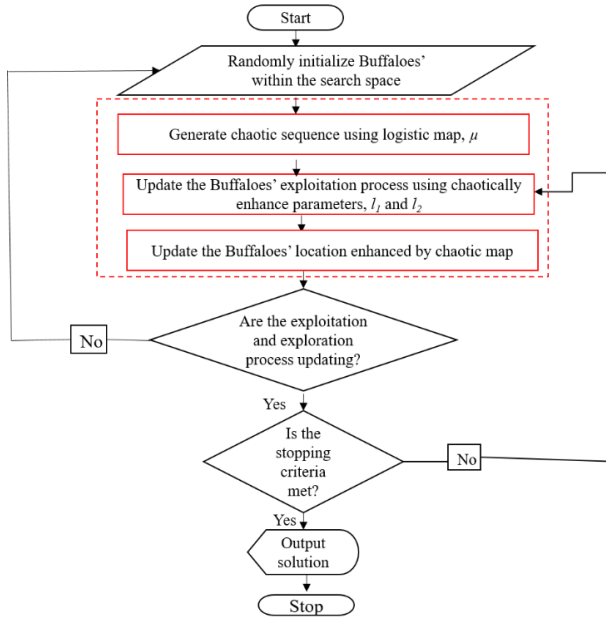 Start
Randomly initialize Buffaloes'
within the search space
Generate chaotic sequence using logistic map, μ
Update the Buffaloes' exploitation process using chaotically
enhance parameters, l1 and l2
Update the Buffaloes' location enhanced by chaotic map
Are the exploitation
and exploration
process updating?
No
Yes
Is the
stopping
criteria
met?
No
Yes
Output
solution
Stop